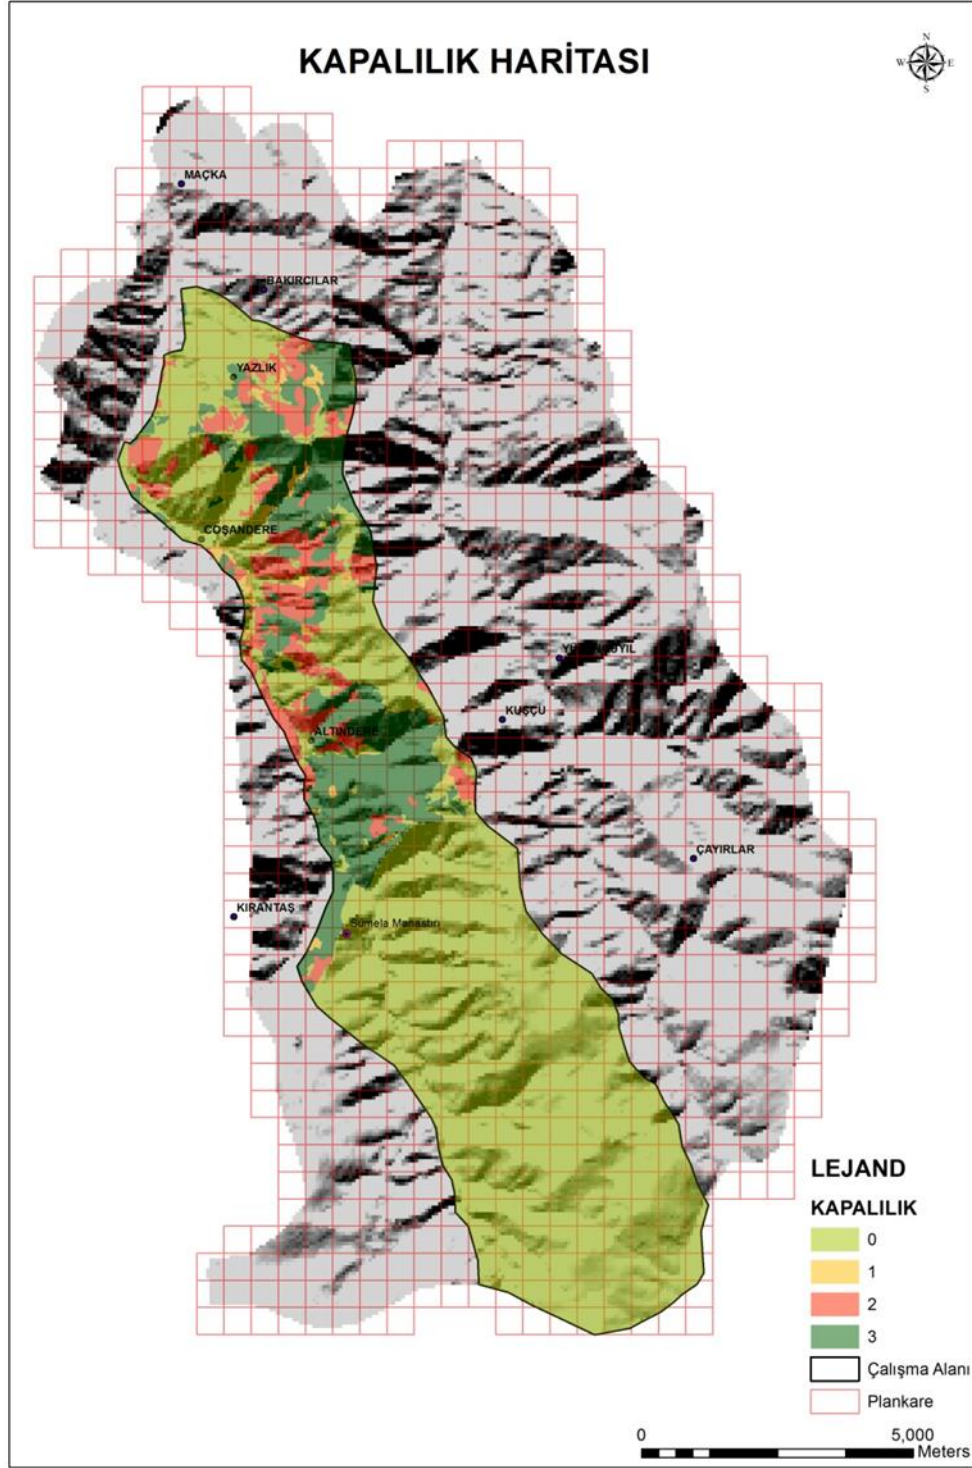 KAPALILIK HARİTASI
N
W E
S
MAÇKA
BAKIRCILAR
YAZLIK
COŞANDERE
KUŞÇU
ALTINDERE
ÇAYIRLAR
KIRANTAŞ
Sümela Manastırı
LEJAND
KAPALILIK
0
1
2
3
Çalışma Alanı
Plankare
0 5,000
Meters